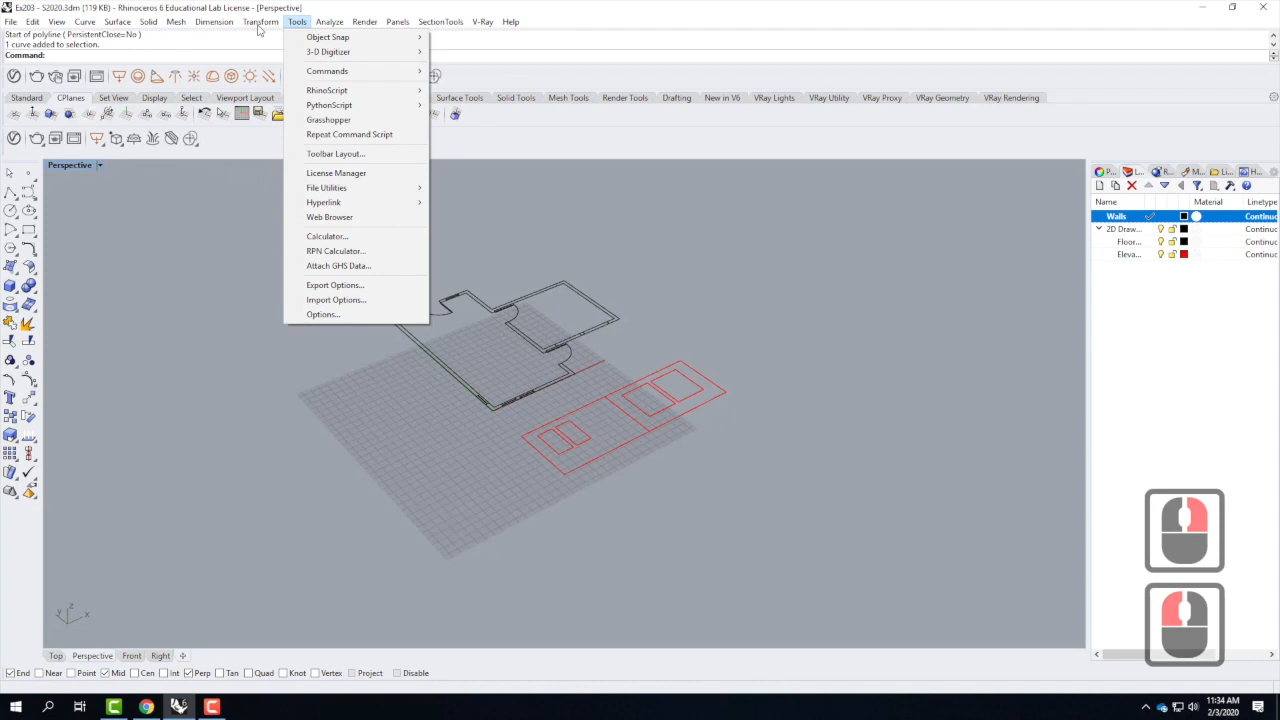 Ex203 - S2020.3dm (119 KB) - Rhinoceros 6 Educational Lab License - [Perspective]
File Edit View Curve Surface Solid Mesh Dimension Transform Tools Analyze Render Panels SectionTools V-Ray Help
Start of polyline ( PersistentClose=No )
1 curve added to selection.
Command:
Standard CPlanes Set View Display Select Viewport Layout Surface Tools Solid Tools Mesh Tools Render Tools Drafting New in V6 VRay Lights VRay Utility VRay Proxy VRay Geometry VRay Rendering
Object Snap
3-D Digitizer
Commands
RhinoScript
PythonScript
Grasshopper
Repeat Command Script
Toolbar Layout...
License Manager
File Utilities
Hyperlink
Web Browser
Calculator...
RPN Calculator...
Attach GHS Data...
Export Options...
Import Options...
Options...
Perspective
P... L... R... M... Li... H...
Name Material Linetype
Walls Continuc
2D Draw... Continuc
Floor... Continuc
Eleva... Continuc
z
y x
Top Perspective Front Right
End Near Point Mid Cen Int Perp Tan Quad Knot Vertex Project Disable
11:34 AM
2/3/2020